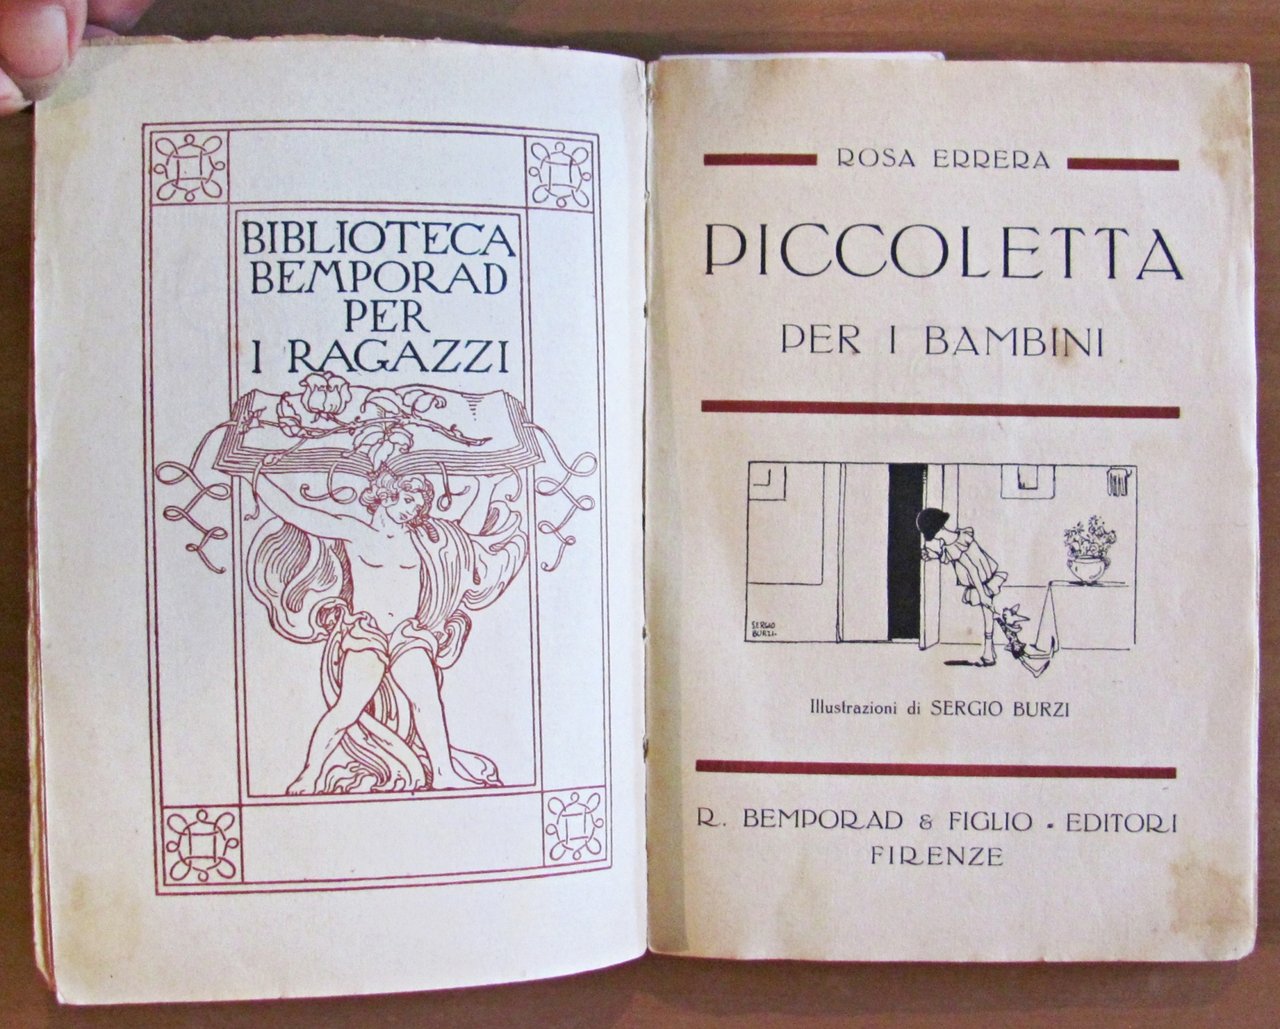 BIBLIOTECA
BEMPORAD
PER
I RAGAZZI
ROSA ERRERA
PICCOLETTA
PER I BAMBINI
SERGIO
BURZI.
Illustrazioni di SERGIO BURZI
R. BEMPORAD & FIGLIO • EDITORI
FIRENZE